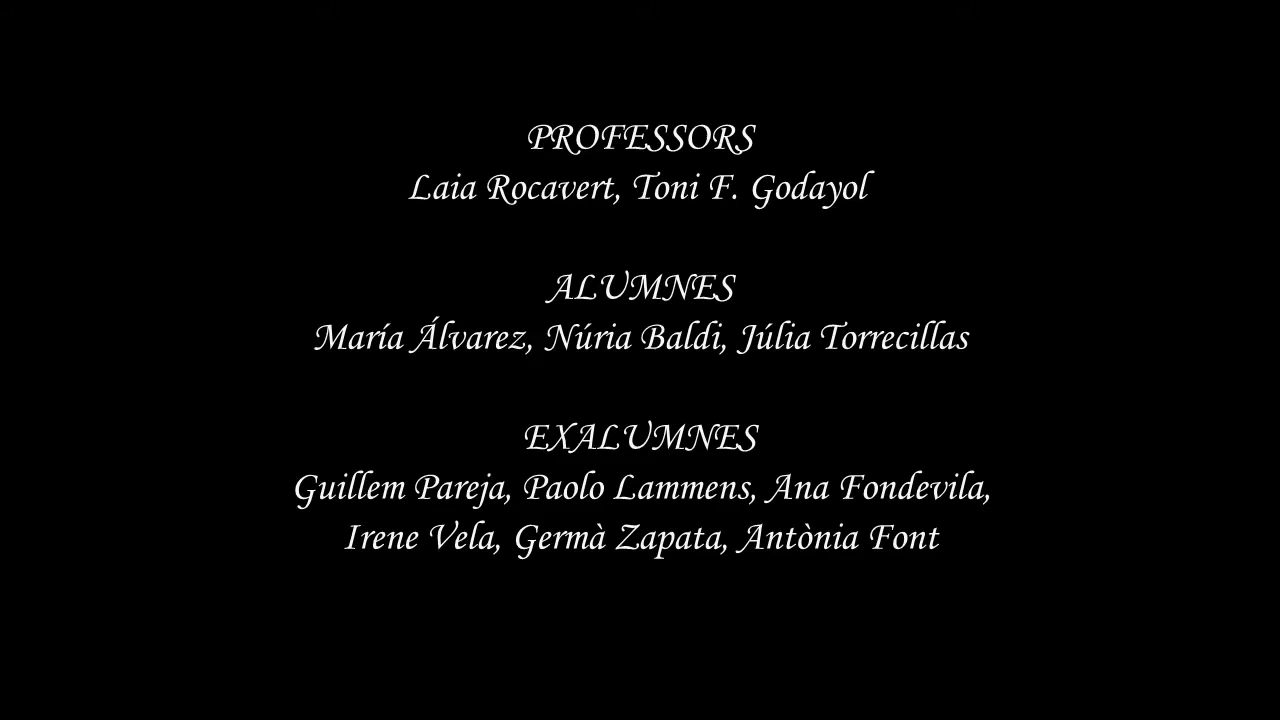 PROFESSORS
Laia Rocavert, Toni F. Godayol
ALUMNES
María Álvarez, Núria Baldi, Júlia Torrecillas
EXALUMNES
Guillem Pareja, Paolo Lammens, Ana Fondevila,
Irene Vela, Germà Zapata, Antònia Font